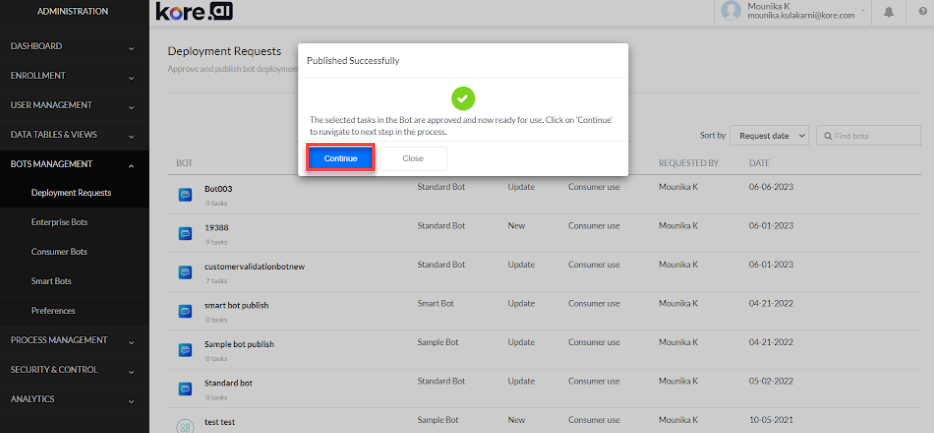 ADMINISTRATION
kore.ai
Mounika K
mounika.kulakarni@kore.com
DASHBOARD
ENROLLMENT
USER MANAGEMENT
DATA TABLES & VIEWS
BOTS MANAGEMENT
Deployment Requests
Enterprise Bots
Consumer Bots
Smart Bots
Preferences
PROCESS MANAGEMENT
SECURITY & CONTROL
ANALYTICS
Deployment Requests
Approve and publish bot deploymen
Published Successfully
The selected tasks in the Bot are approved and now ready for use. Click on 'Continue'
to navigate to next step in the process.
Continue Close
Sort by Request date Find bots
BOT REQUESTED BY DATE
Bot003 Standard Bot Update Consumer use Mounika K 06-06-2023
0 tasks
19388 Standard Bot New Consumer use Mounika K 06-01-2023
9 tasks
customervalidationbotnew Standard Bot Update Consumer use Mounika K 06-01-2023
7 tasks
smart bot publish Smart Bot Update Consumer use Mounika K 04-21-2022
0 tasks
Sample bot publish Sample Bot Update Consumer use Mounika K 04-21-2022
0 tasks
Standard bot Standard Bot Update Consumer use Mounika K 05-02-2022
0 tasks
test test Sample Bot New Consumer use Mounika K 10-05-2021